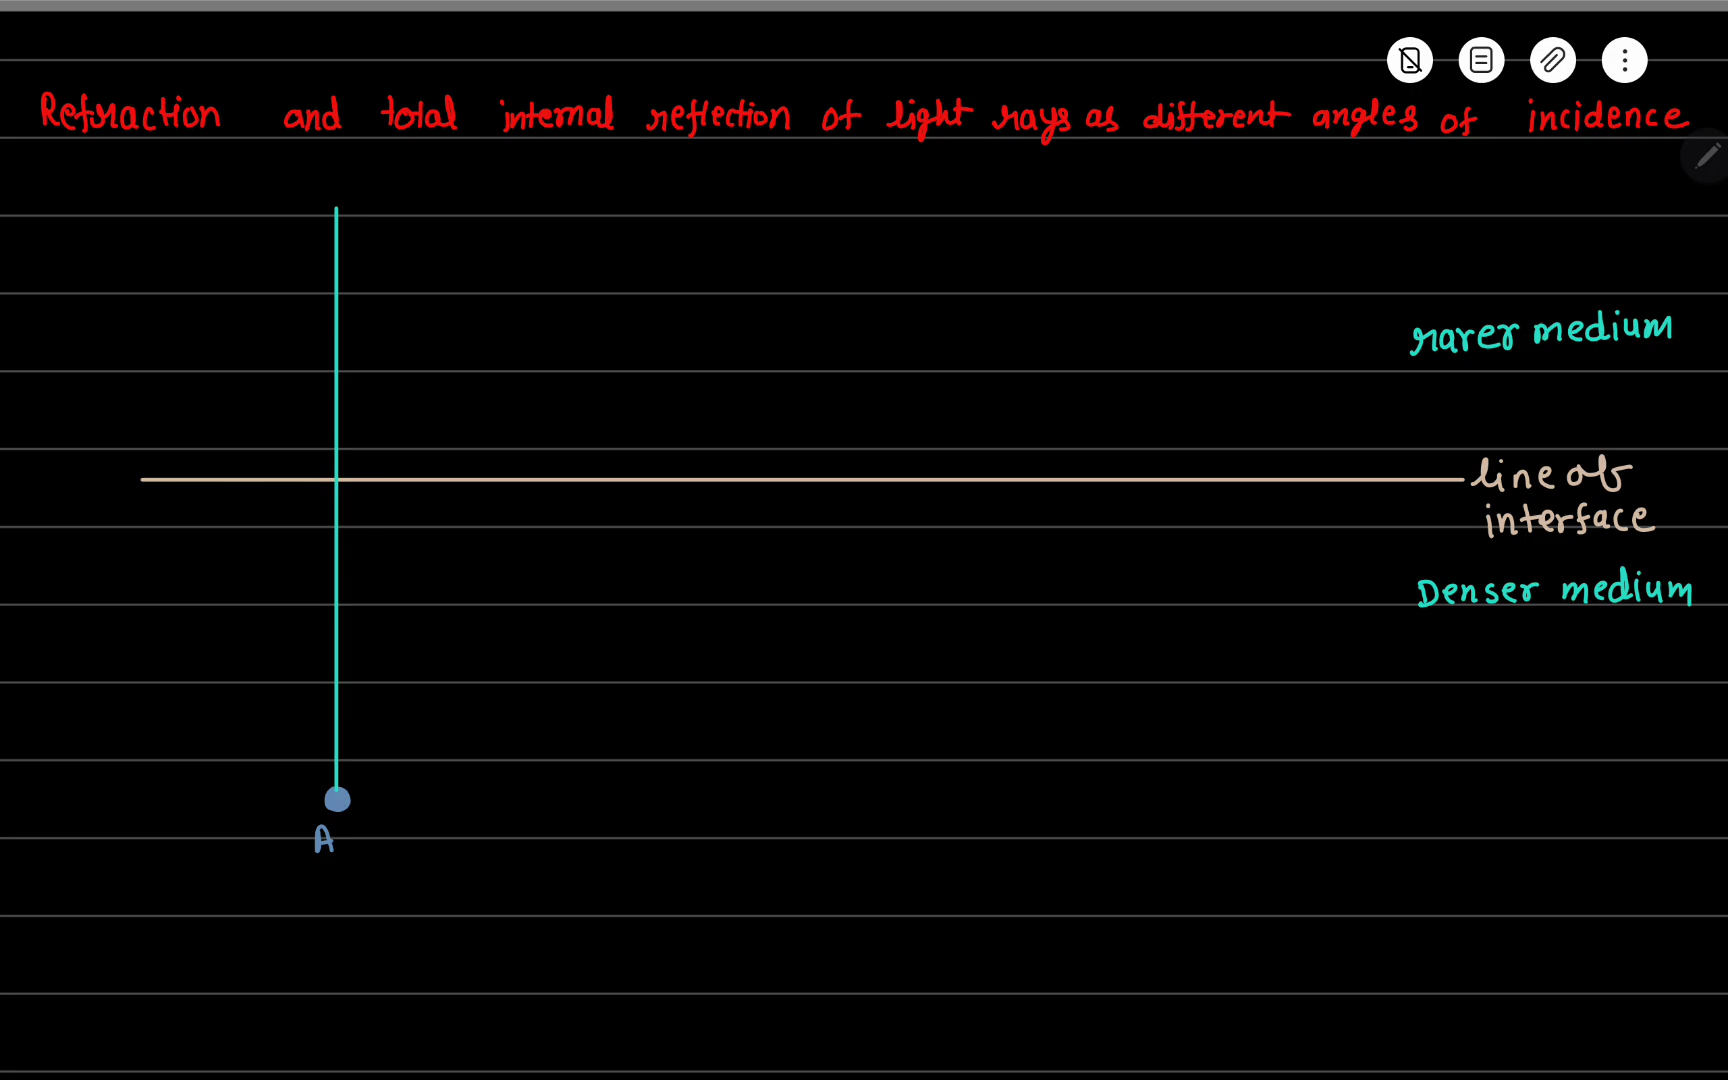 Refraction and total internal reflection of light rays as different angles of incidence
rarer medium
line of
interface
Denser medium
A